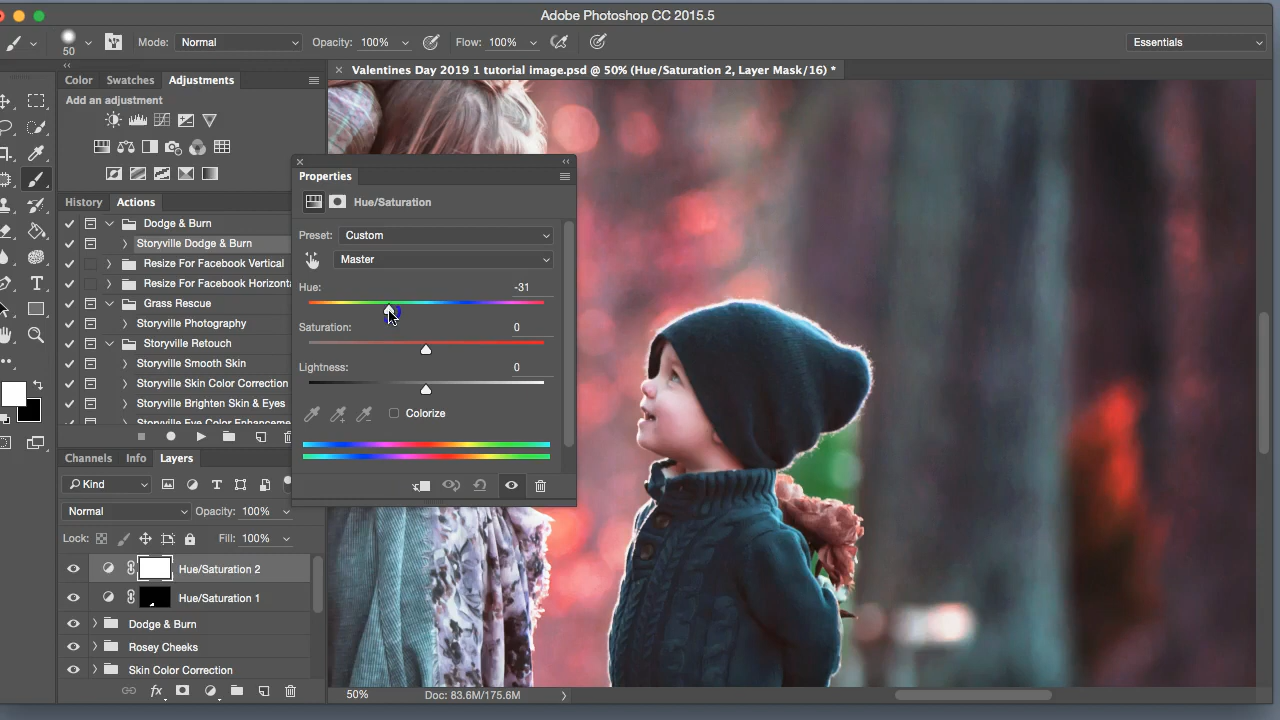 Adobe Photoshop CC 2015.5
50 Mode: Normal Opacity: 100% Flow: 100% Essentials
Color Swatches Adjustments
Valentines Day 2019 1 tutorial image.psd @ 50% (Hue/Saturation 2, Layer Mask/16) *
Add an adjustment
History Actions
Dodge & Burn
Storyville Dodge & Burn
Resize For Facebook Vertical
Resize For Facebook Horizonta
Grass Rescue
Storyville Photography
Storyville Retouch
Storyville Smooth Skin
Storyville Skin Color Correction
Storyville Brighten Skin & Eyes
Storyville Eye Color Enhancement
Properties
Hue/Saturation
Preset: Custom
Master
Hue: -31
Saturation: 0
Lightness: 0
Colorize
Channels Info Layers
Kind
Normal Opacity: 100%
Lock: Fill: 100%
Hue/Saturation 2
Hue/Saturation 1
Dodge & Burn
Rosey Cheeks
Skin Color Correction
fx
50% Doc: 83.6M/175.6M